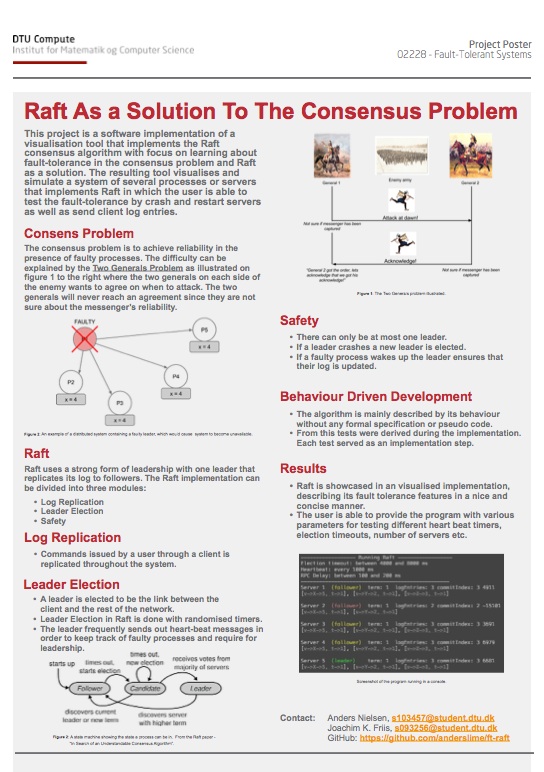 DTU Compute
Institut for Matematik og Computer Science
Project Poster
02228 - Fault-Tolerant Systems
Raft As a Solution To The Consensus Problem
This project is a software implementation of a
visualisation tool that implements the Raft
consensus algorithm with focus on learning about
fault-tolerance in the consensus problem and Raft
as a solution. The resulting tool visualises and
simulate a system of several processes or servers
that implements Raft in which the user is able to
test the fault-tolerance by crash and restart servers
as well as send client log entries.
Consens Problem
The consensus problem is to achieve reliability in the
presence of faulty processes. The difficulty can be
explained by the Two Generals Problem as illustrated on
figure 1 to the right where the two generals on each side of
the enemy wants to agree on when to attack. The two
generals will never reach an agreement since they are not
sure about the messenger's reliability.
FAULTY
P5
x = 4
P4
x = 4
P2
x = 4
P3
x = 4
Figure 2: An example of a distributed system containing a faulty leader, which would cause system to become unavailable.
Raft
Raft uses a strong form of leadership with one leader that
replicates its log to followers. The Raft implementation can
be divided into three modules:
• Log Replication
• Leader Election
• Safety
Log Replication
• Commands issued by a user through a client is
replicated throughout the system.
Leader Election
• A leader is elected to be the link between the
client and the rest of the network.
• Leader Election in Raft is done with randomised timers.
• The leader frequently sends out heart-beat messages in
order to keep track of faulty processes and require for
leadership.
starts up
times out,
starts election
times out,
new election
receives votes from
majority of servers
Follower
Candidate
Leader
discovers current
leader or new term
discovers server
with higher term
Figure 2: A state machine showing the state a process can be in. From the Raft paper -
"In Search of an Understandable Consensus Algorithm".
General 1
Enemy army
General 2
Attack at dawn!
Not sure if messenger has been
captured
Acknowledge!
"General 2 got the order, lets
acknowledge that we got his
acknowledge!"
Not sure if messenger has been
captured
Figure 1: The Two Generals problem illustrated.
Safety
• There can only be at most one leader.
• If a leader crashes a new leader is elected.
• If a faulty process wakes up the leader ensures that
their log is updated.
Behaviour Driven Development
• The algorithm is mainly described by its behaviour
without any formal specification or pseudo code.
• From this tests were derived during the implementation.
Each test served as an implementation step.
Results
• Raft is showcased in an visualised implementation,
describing its fault tolerance features in a nice and
concise manner.
• The user is able to provide the program with various
parameters for testing different heart beat timers,
election timeouts, number of servers etc.
Running Raft
Election timeout: between 4000 and 8000 ms
Heartbeat: every 1000 ms
RPC Delay: between 100 and 200 ms
Server 1 (follower) term: 1 logEntries: 3 commitIndex: 3
Server 2 (follower) term: 1 logEntries: 2 commitIndex: 2
Server 3 (follower) term: 1 logEntries: 3 commitIndex: 3
Server 4 (follower) term: 1 logEntries: 3 commitIndex: 3
Server 5 (leader) term: 1 logEntries: 3 commitIndex: 3
Screenshot of the program running in a console.
Contact: Anders Nielsen, s103457@student.dtu.dk
Joachim K. Friis, s093256@student.dtu.dk
GitHub: https://github.com/anderslime/ft-raft